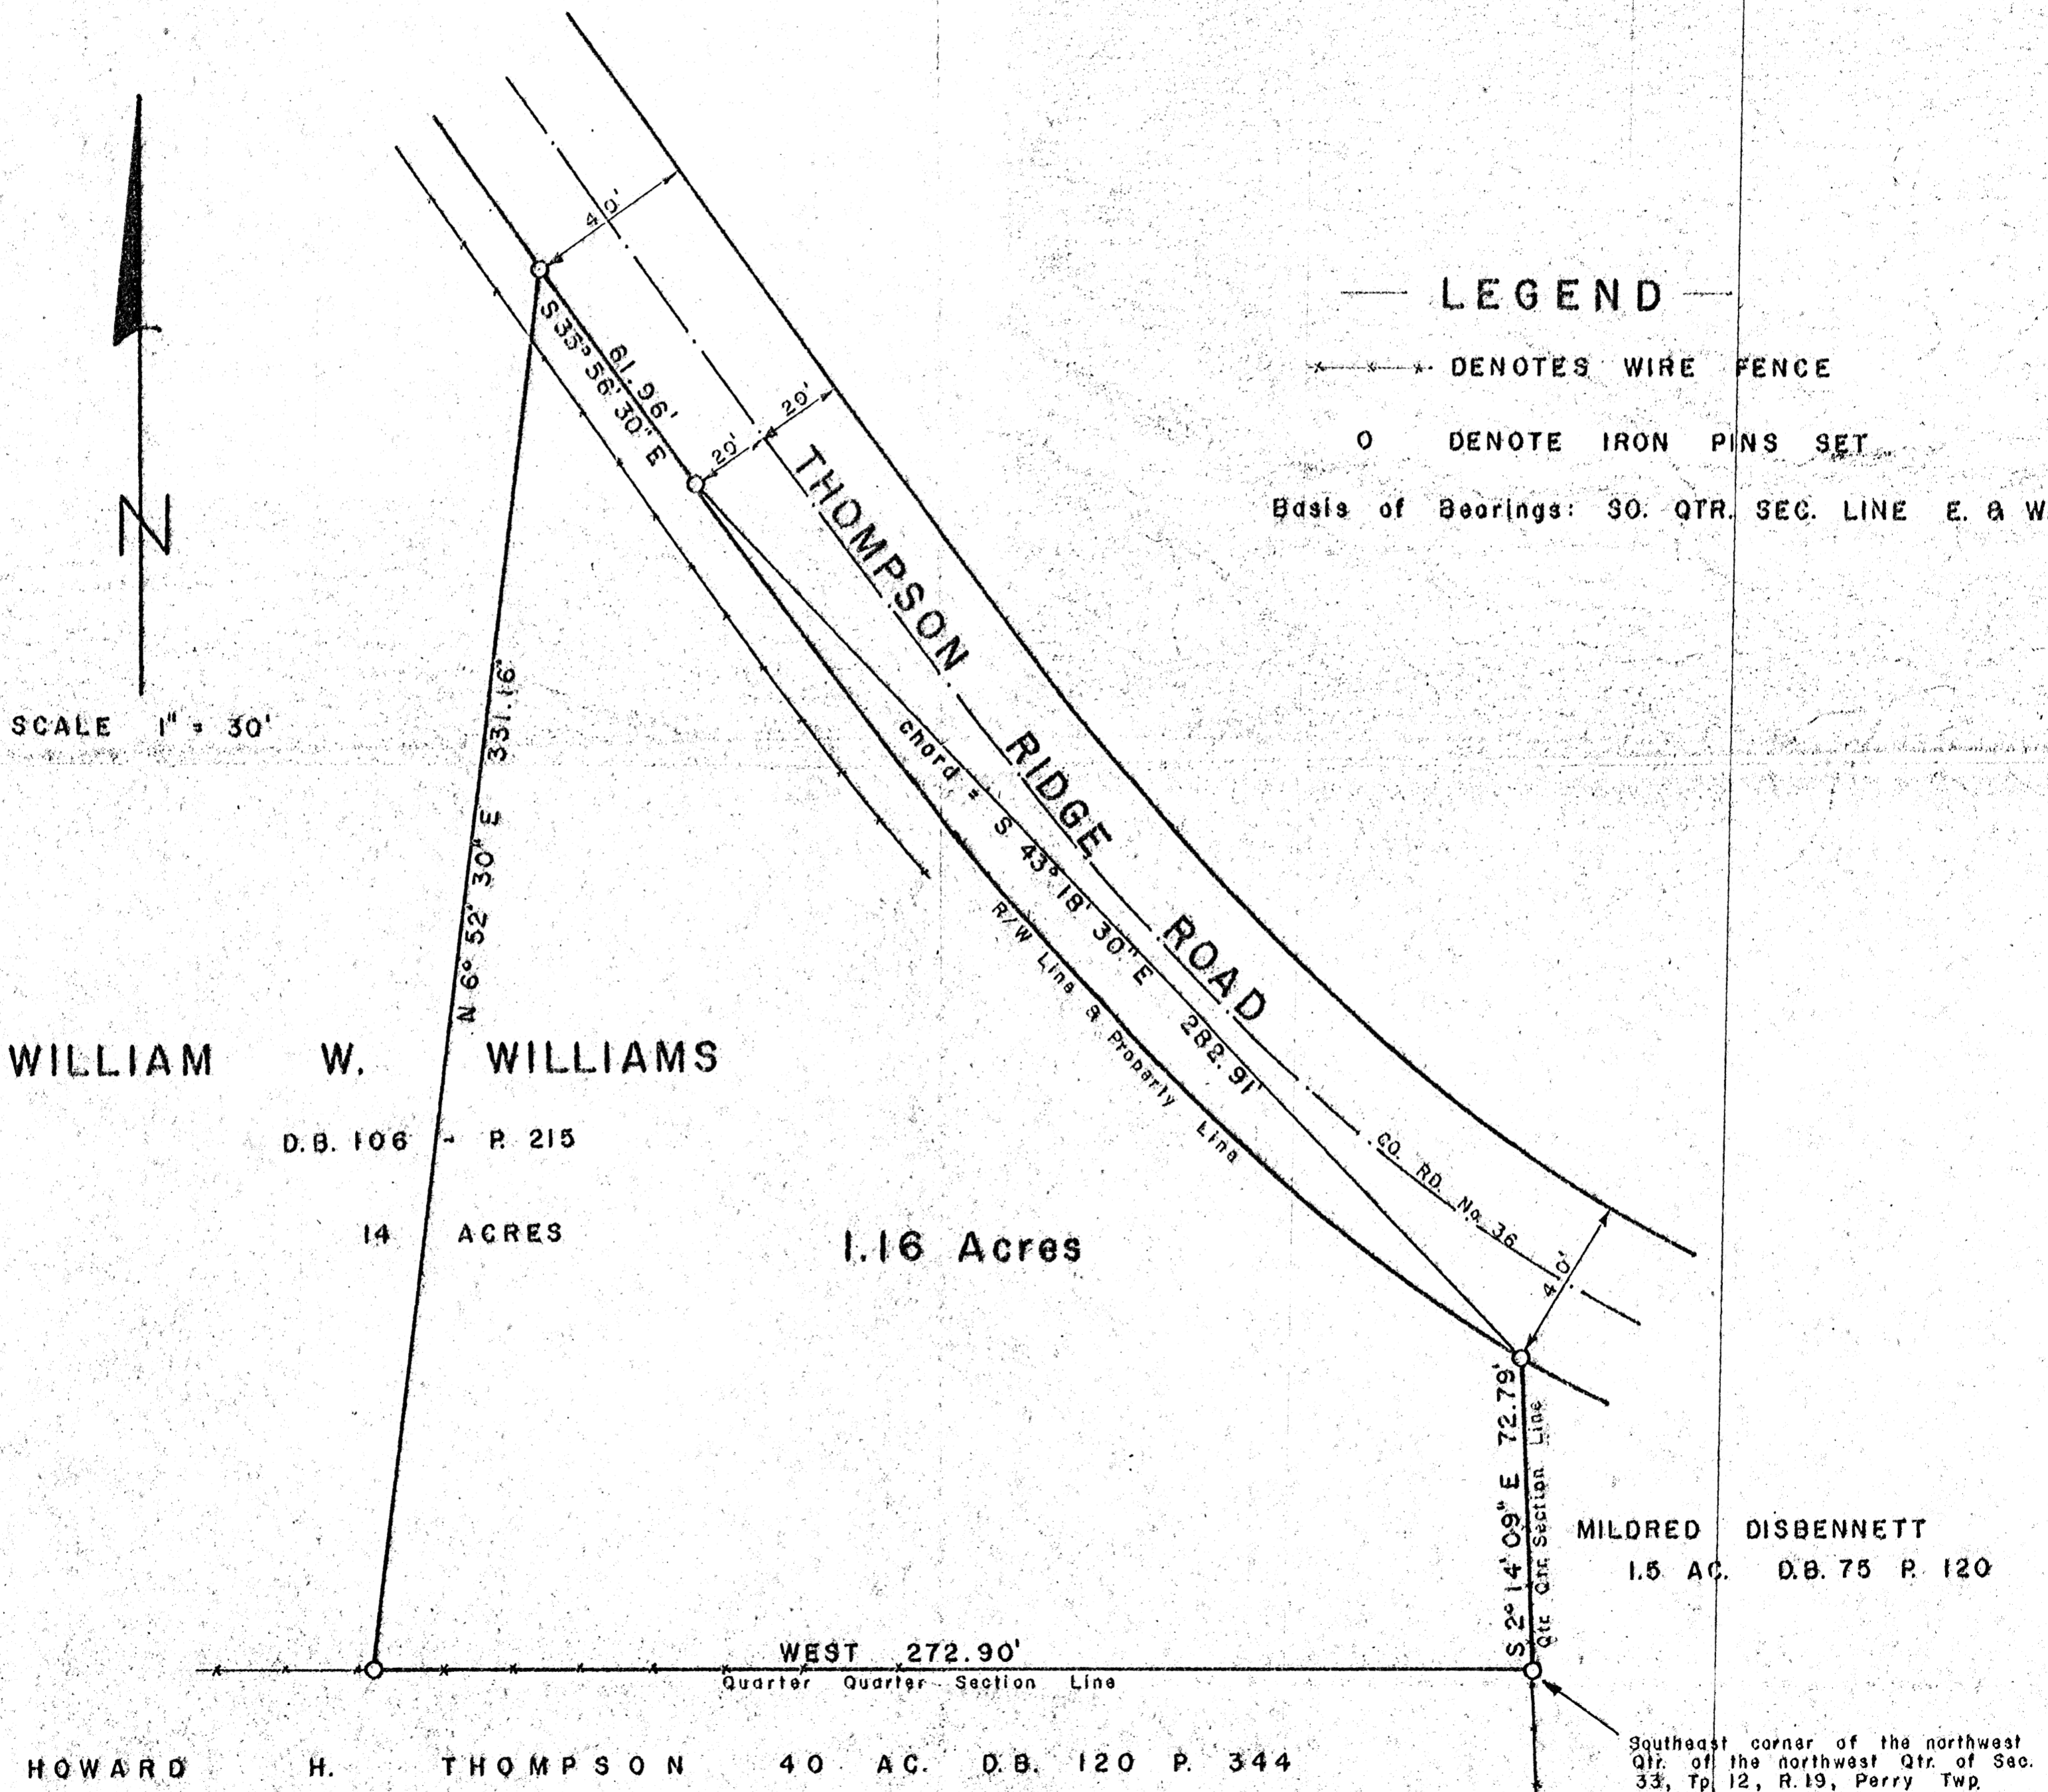 40'
LEGEND
DENOTES WIRE FENCE
O DENOTE IRON PINS SET
Basis of Bearings: SO. QTR. SEC. LINE E. & W.
61.96'
S 35° 56' 30" E
20'
20'
THOMPSON RIDGE ROAD
N
SCALE 1" = 30'
N 6° 52' 30" E 331.16"
chord = S 43° 18' 30" E 282.91'
R/W Line & Property Line
CO. RD. No. 36
40'
WILLIAM W. WILLIAMS
D.B. 106 - P. 215
14 ACRES
1.16 Acres
S 2° 14' 09" E 72.79'
Qtr. Qtr. Section Line
MILDRED DISBENNETT
1.5 AC. D.B. 75 P. 120
WEST 272.90'
Quarter Quarter Section Line
HOWARD H. THOMPSON 40 AC. D.B. 120 P. 344
Southeast corner of the northwest
Qtr. of the northwest Qtr. of Sec.
33, Tp. 12, R. 19, Perry Twp.